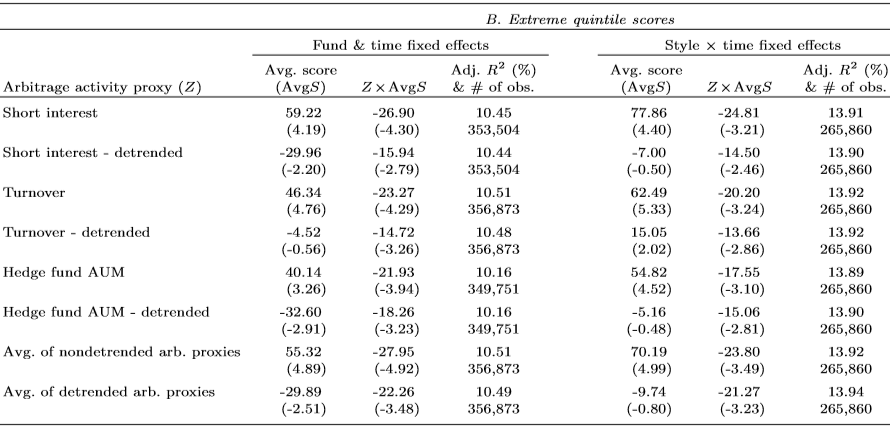 B. Extreme quintile scores
Fund & time fixed effects Style × time fixed effects
Avg. score Adj. R² (%) Avg. score Adj. R² (%)
Arbitrage activity proxy (Z) (AvgS) Z×AvgS & # of obs. (AvgS) Z×AvgS & # of obs.
Short interest 59.22 -26.90 10.45 77.86 -24.81 13.91
(4.19) (-4.30) 353,504 (4.40) (-3.21) 265,860
Short interest - detrended -29.96 -15.94 10.44 -7.00 -14.50 13.90
(-2.20) (-2.79) 353,504 (-0.50) (-2.46) 265,860
Turnover 46.34 -23.27 10.51 62.49 -20.20 13.92
(4.76) (-4.29) 356,873 (5.33) (-3.24) 265,860
Turnover - detrended -4.52 -14.72 10.48 15.05 -13.66 13.92
(-0.56) (-3.26) 356,873 (2.02) (-2.86) 265,860
Hedge fund AUM 40.14 -21.93 10.16 54.82 -17.55 13.89
(3.26) (-3.94) 349,751 (4.52) (-3.10) 265,860
Hedge fund AUM - detrended -32.60 -18.26 10.16 -5.16 -15.06 13.90
(-2.91) (-3.23) 349,751 (-0.48) (-2.81) 265,860
Avg. of nondetrended arb. proxies 55.32 -27.95 10.51 70.19 -23.80 13.92
(4.89) (-4.92) 356,873 (4.99) (-3.49) 265,860
Avg. of detrended arb. proxies -29.89 -22.26 10.49 -9.74 -21.27 13.94
(-2.51) (-3.48) 356,873 (-0.80) (-3.23) 265,860